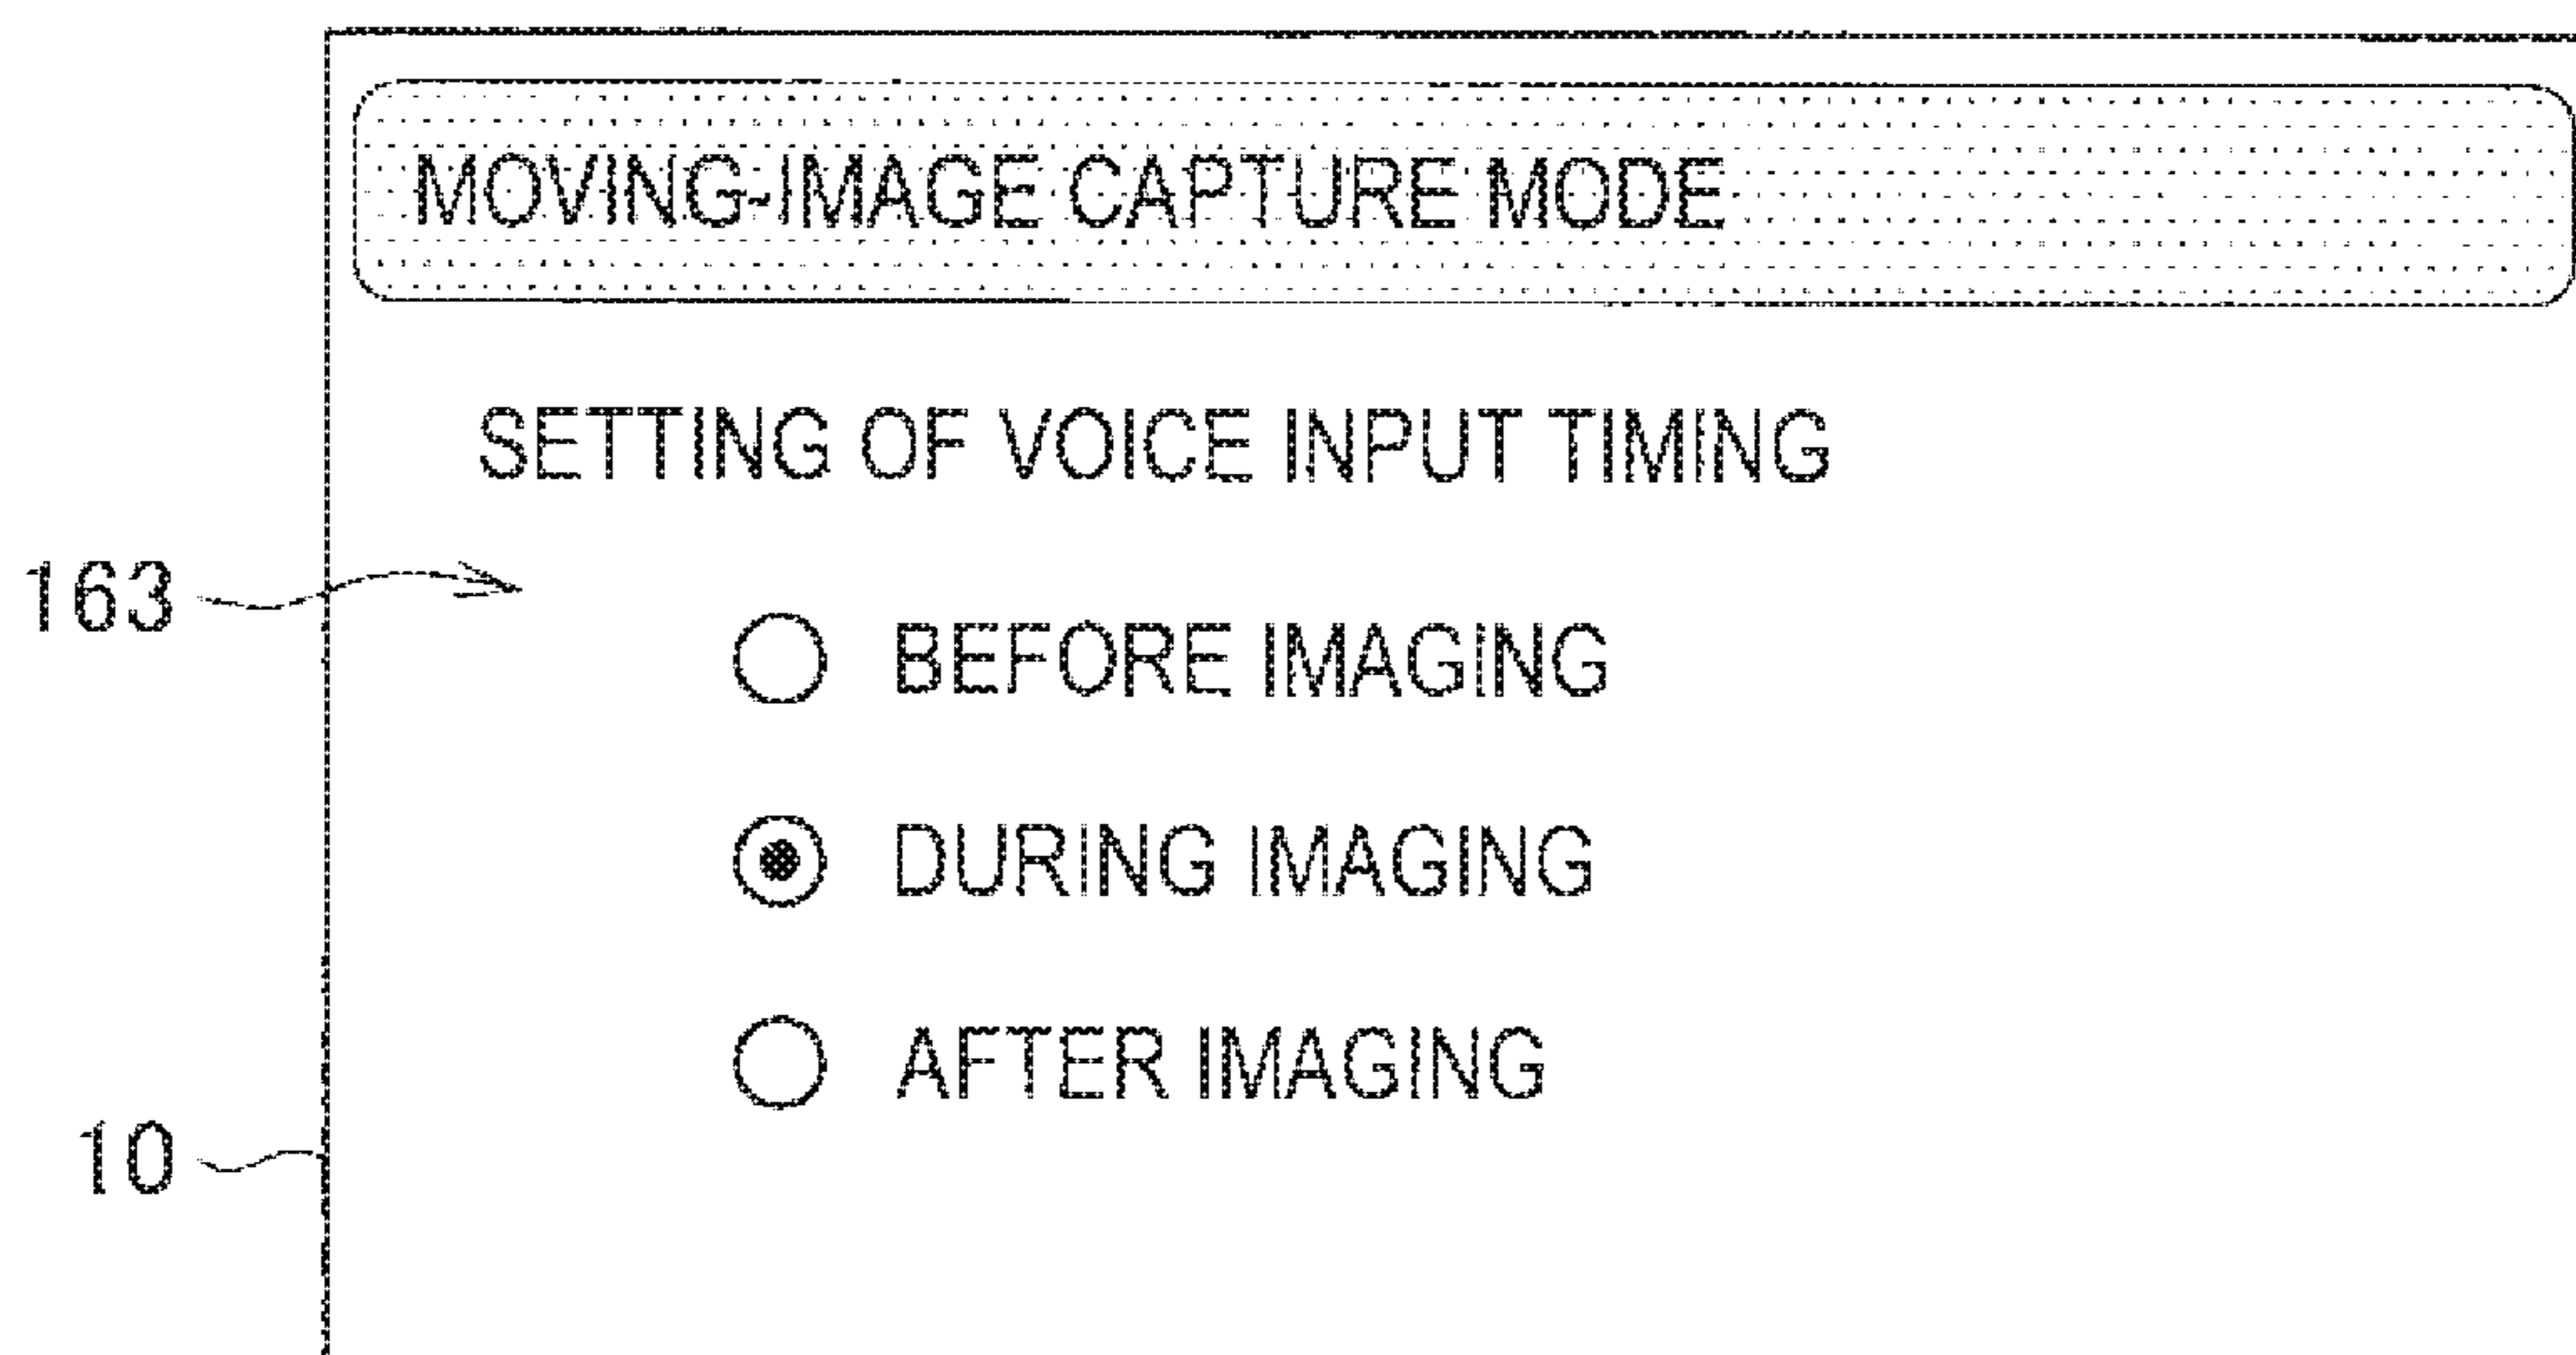 MOVING-IMAGE CAPTURE MODE
SETTING OF VOICE INPUT TIMING
163
BEFORE IMAGING
DURING IMAGING
AFTER IMAGING
10